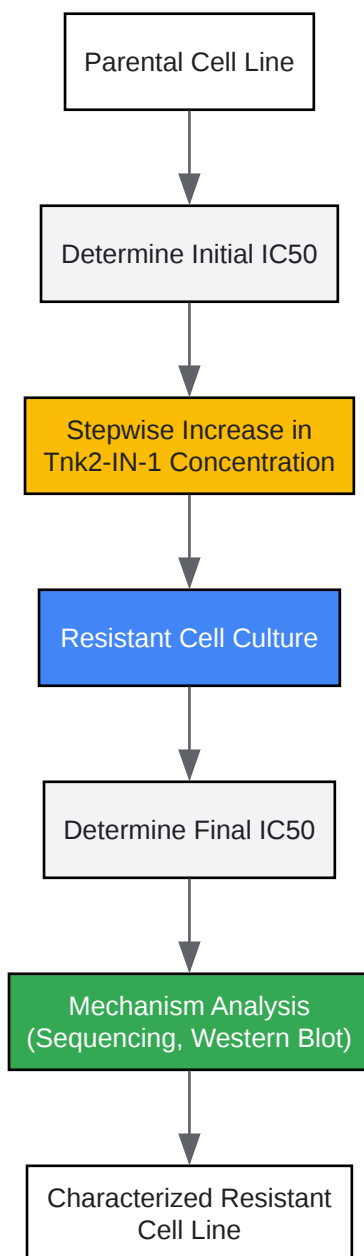 Parental Cell Line
Determine Initial IC50
Stepwise Increase in
Tnk2-IN-1 Concentration
Resistant Cell Culture
Determine Final IC50
Mechanism Analysis
(Sequencing, Western Blot)
Characterized Resistant
Cell Line